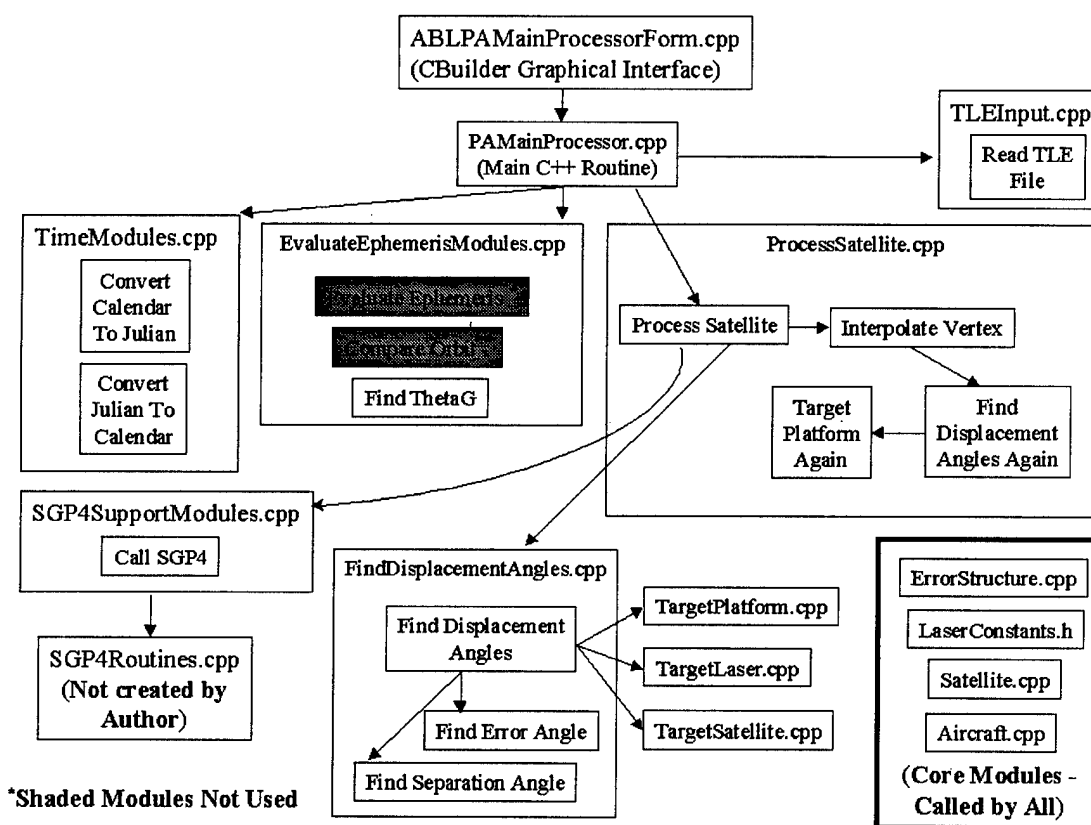 ABLPAMainProcessorForm.cpp
(CBuilder Graphical Interface)
PAMainProcessor.cpp
(Main C++ Routine)
TLEInput.cpp
Read TLE
File
TimeModules.cpp
Convert
Calendar
To Julian
Convert
Julian To
Calendar
EvaluateEphemerisModules.cpp
Evaluate Ephemeris
Compare Orbit
Find ThetaG
ProcessSatellite.cpp
Process Satellite
Interpolate Vertex
Target
Platform
Again
Find
Displacement
Angles Again
SGP4SupportModules.cpp
Call SGP4
SGP4Routines.cpp
(Not created by
Author)
FindDisplacementAngles.cpp
Find Displacement
Angles
Find Error Angle
Find Separation Angle
TargetPlatform.cpp
TargetLaser.cpp
TargetSatellite.cpp
ErrorStructure.cpp
LaserConstants.h
Satellite.cpp
Aircraft.cpp
(Core Modules -
Called by All)
*Shaded Modules Not Used